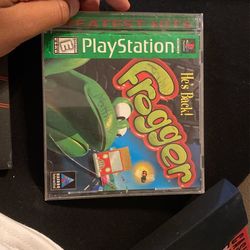 GREATEST HITS
PlayStation
He's Back!
Frogger